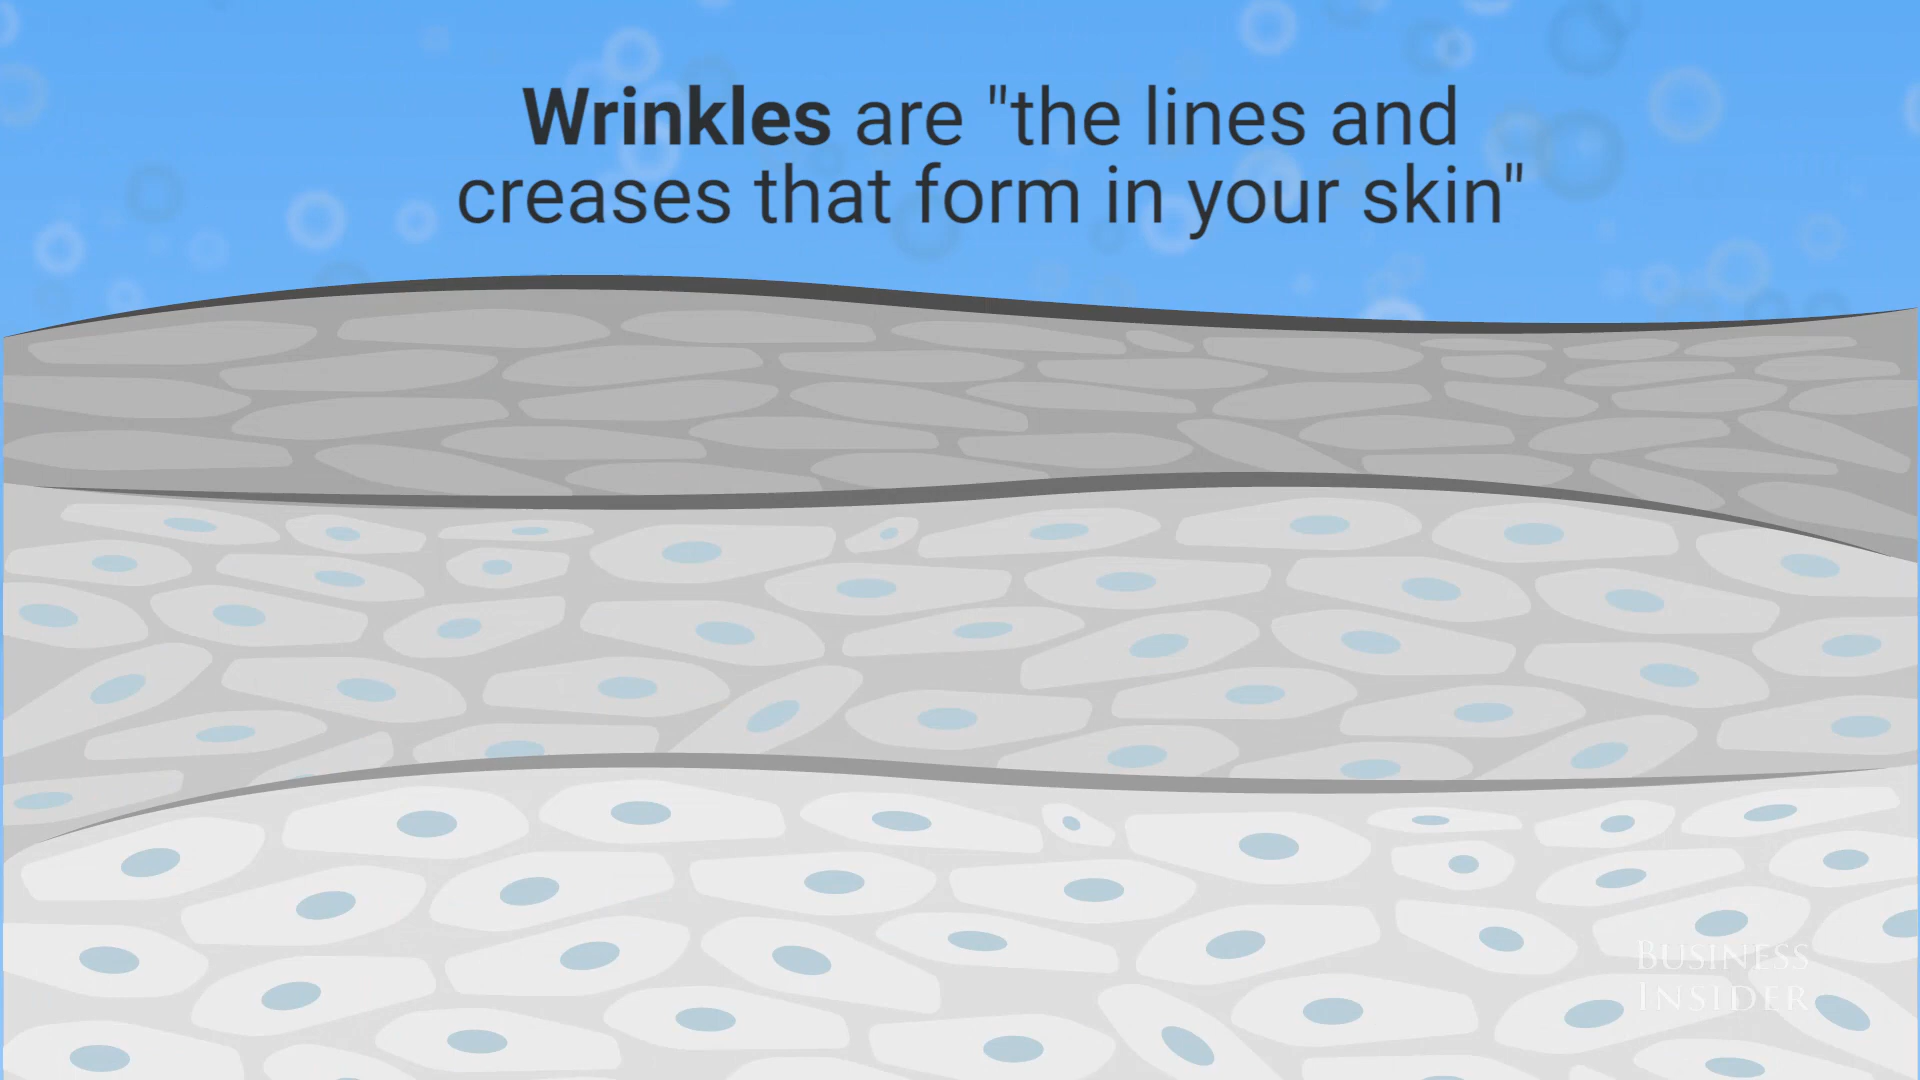 Wrinkles are "the lines and
creases that form in your skin"
BUSINESS
INSIDER